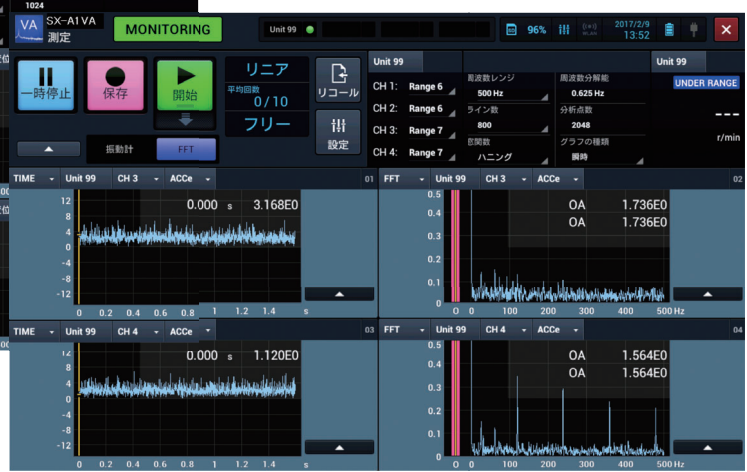 1024
VA SX-A1VA
測定
MONITORING
Unit 99
96%
WLAN
2017/2/9
13:52
一時停止
保存
開始
リニア
平均回数
0/10
フリー
リコール
設定
振動計
FFT
Unit 99
CH 1: Range 6
CH 2: Range 6
CH 3: Range 7
CH 4: Range 7
周波数レンジ
500 Hz
ライン数
800
窓関数
ハニング
周波数分解能
0.625 Hz
分析点数
2048
グラフの種類
瞬時
Unit 99
UNDER RANGE
---
r/min
TIME Unit 99 CH 3 ACCe 01
0.000 s 3.168E0
12
8
4
0
-4
-8
-12
0 0.2 0.4 0.6 0.8 1 1.2 1.4 s
FFT Unit 99 CH 3 ACCe 02
OA 1.736E0
OA 1.736E0
0.5
0.4
0.3
0.2
0.1
0
0 0 100 200 300 400 500 Hz
TIME Unit 99 CH 4 ACCe 03
0.000 s 1.120E0
12
8
4
0
-4
-8
-12
0 0.2 0.4 0.6 0.8 1 1.2 1.4 s
FFT Unit 99 CH 4 ACCe 04
OA 1.564E0
OA 1.564E0
0.5
0.4
0.3
0.2
0.1
0
0 0 100 200 300 400 500 Hz